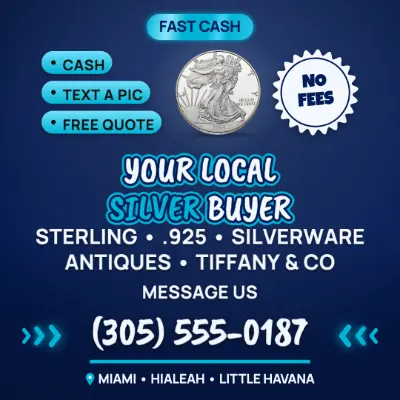 FAST CASH
• CASH
• TEXT A PIC
• FREE QUOTE
NO
FEES
YOUR LOCAL
SILVER BUYER
STERLING • .925 • SILVERWARE
ANTIQUES • TIFFANY & CO
MESSAGE US
(305) 555-0187
MIAMI • HIALEAH • LITTLE HAVANA